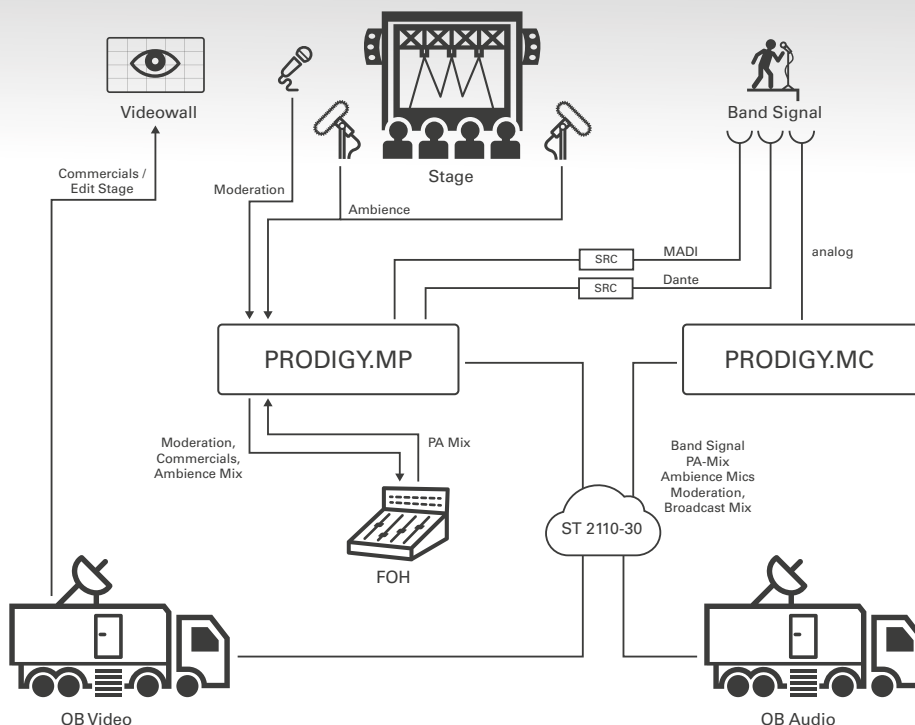 Videowall
Band Signal
Stage
Commercials /
Edit Stage
Moderation
Ambience
SRC
MADI
analog
SRC
Dante
PRODIGY.MP
PRODIGY.MC
Moderation,
Commercials,
Ambience Mix
PA Mix
Band Signal
PA-Mix
Ambience Mics
Moderation,
Broadcast Mix
ST 2110-30
FOH
OB Video
OB Audio